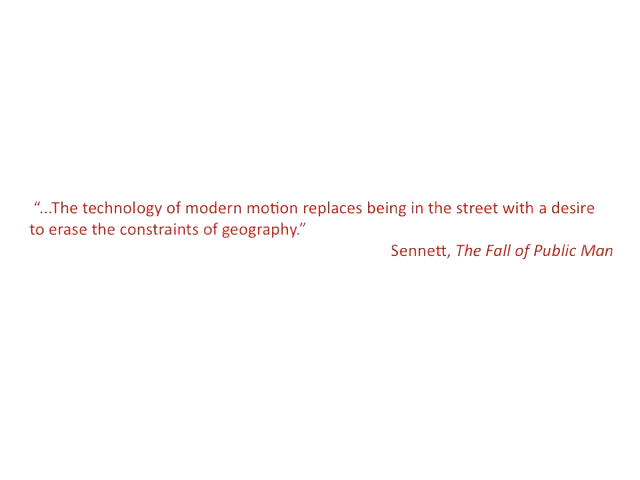 “...The technology of modern motion replaces being in the street with a desire
to erase the constraints of geography.”
Sennett, The Fall of Public Man